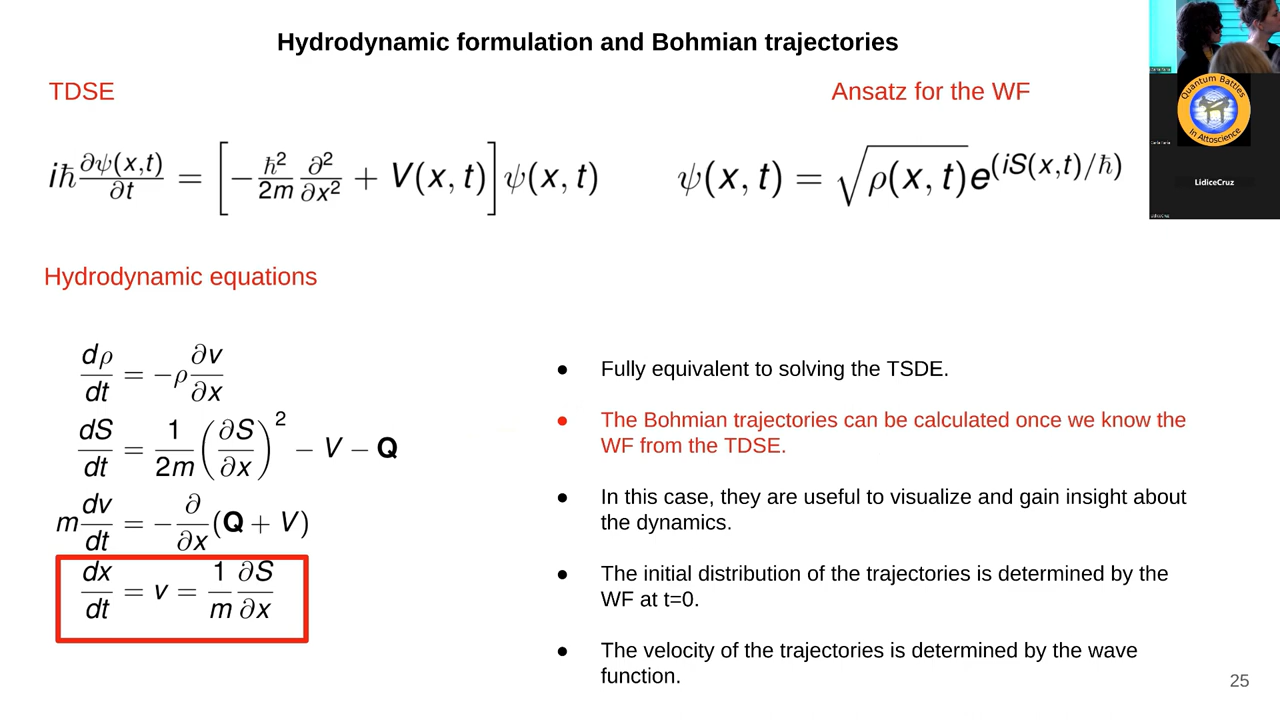 Hydrodynamic formulation and Bohmian trajectories
TDSE
Ansatz for the WF
iħ ∂ψ(x,t)/∂t = [−ħ²/2m ∂²/∂x² + V(x, t)] ψ(x, t)
ψ(x, t) = √ρ(x, t) e^(iS(x,t)/ħ)
Quantum Battles
In Attoscience
LidiceCruz
Hydrodynamic equations
dρ/dt = −ρ ∂v/∂x
dS/dt = 1/2m (∂S/∂x)² − V − Q
m dv/dt = −∂/∂x (Q + V)
dx/dt = v = 1/m ∂S/∂x
● Fully equivalent to solving the TSDE.
● The Bohmian trajectories can be calculated once we know the
WF from the TDSE.
● In this case, they are useful to visualize and gain insight about
the dynamics.
● The initial distribution of the trajectories is determined by the
WF at t=0.
● The velocity of the trajectories is determined by the wave
function.
25